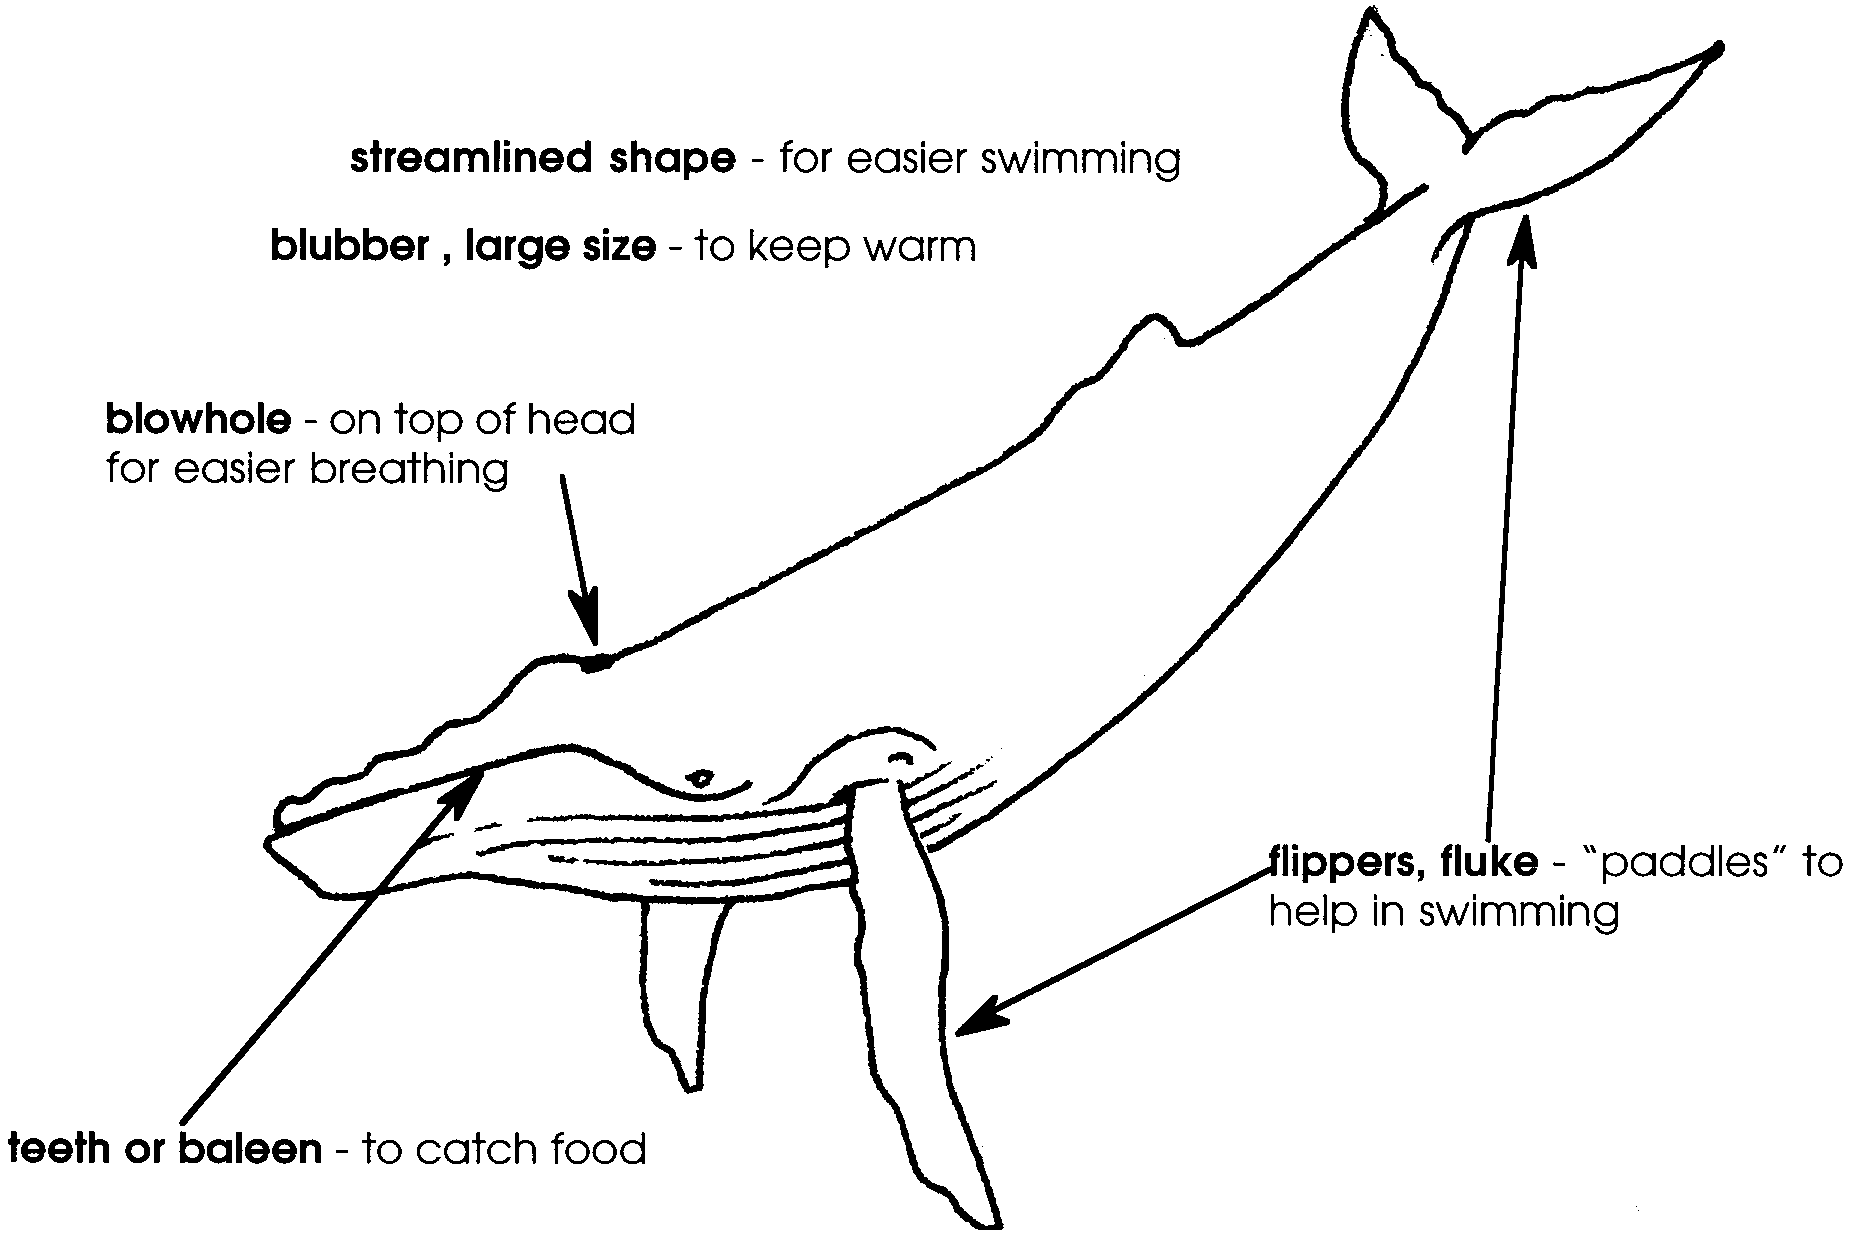 streamlined shape - for easier swimming
blubber , large size - to keep warm
blowhole - on top of head
for easier breathing
flippers, fluke - “paddles” to
help in swimming
teeth or baleen - to catch food